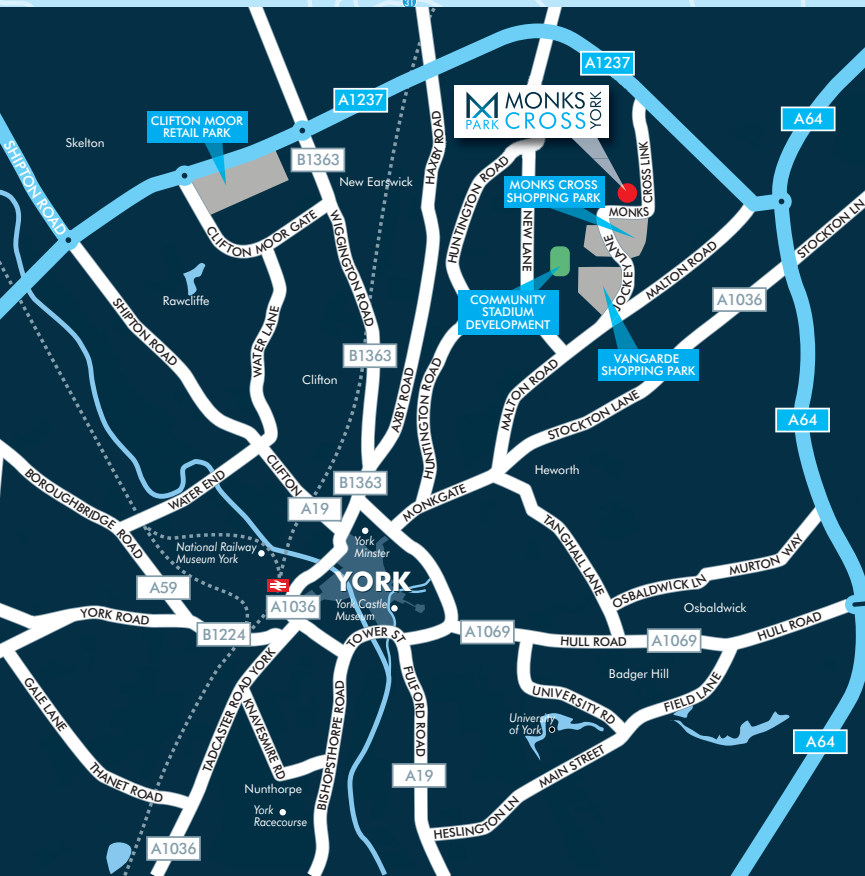 31
A1237
A1237
MONKS
CROSS
PARK
YORK
A64
CLIFTON MOOR
RETAIL PARK
Skelton
SHIPTON ROAD
B1363
New Earswick
HAXBY ROAD
HUNTINGTON ROAD
MONKS CROSS
SHOPPING PARK
MONKS CROSS LINK
NEW LANE
JOCKEY LANE
MALTON ROAD
STOCKTON LN
CLIFTON MOOR GATE
WIGGINGTON ROAD
Rawcliffe
COMMUNITY
STADIUM
DEVELOPMENT
A1036
SHIPTON ROAD
WATER LANE
B1363
VANGARDE
SHOPPING PARK
Clifton
AXBY ROAD
HUNTINGTON ROAD
MALTON ROAD
STOCKTON LANE
A64
BOROUGHBRIDGE ROAD
WATER END
CLIFTON
B1363
MONKGATE
Heworth
A19
National Railway
Museum York
York
Minster
TANGHALL LANE
MURTON WAY
OSBALDWICK LN
Osbaldwick
A59
YORK
A1036
York Castle
Museum
YORK ROAD
B1224
TOWER ST
A1069
HULL ROAD
A1069
HULL ROAD
GALE LANE
TADCASTER ROAD YORK
KNAVESMIRE RD
BISHOPSTHORPE ROAD
FULFORD ROAD
Badger Hill
UNIVERSITY RD
FIELD LANE
University
of York
MAIN STREET
A64
THANET ROAD
A19
Nunthorpe
York
Racecourse
HESLINGTON LN
A1036